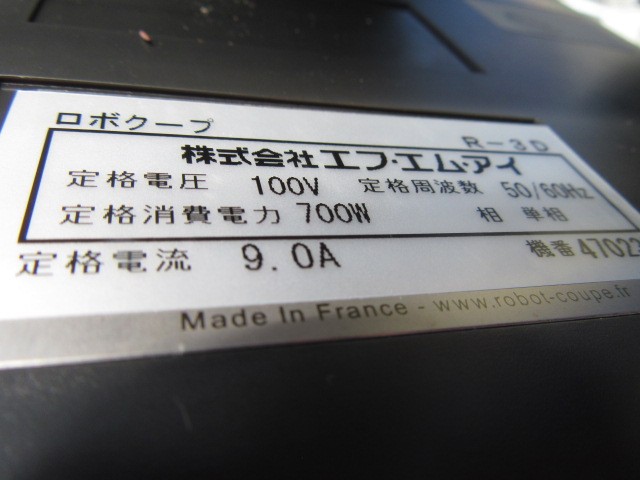 ロボクープ R-3D
株式会社エフ・エム・アイ
定格電圧 100V 定格周波数 50/60Hz
定格消費電力 700W 相 単相
定格電流 9.0A 機番
Made In France - www.robot-coupe.fr